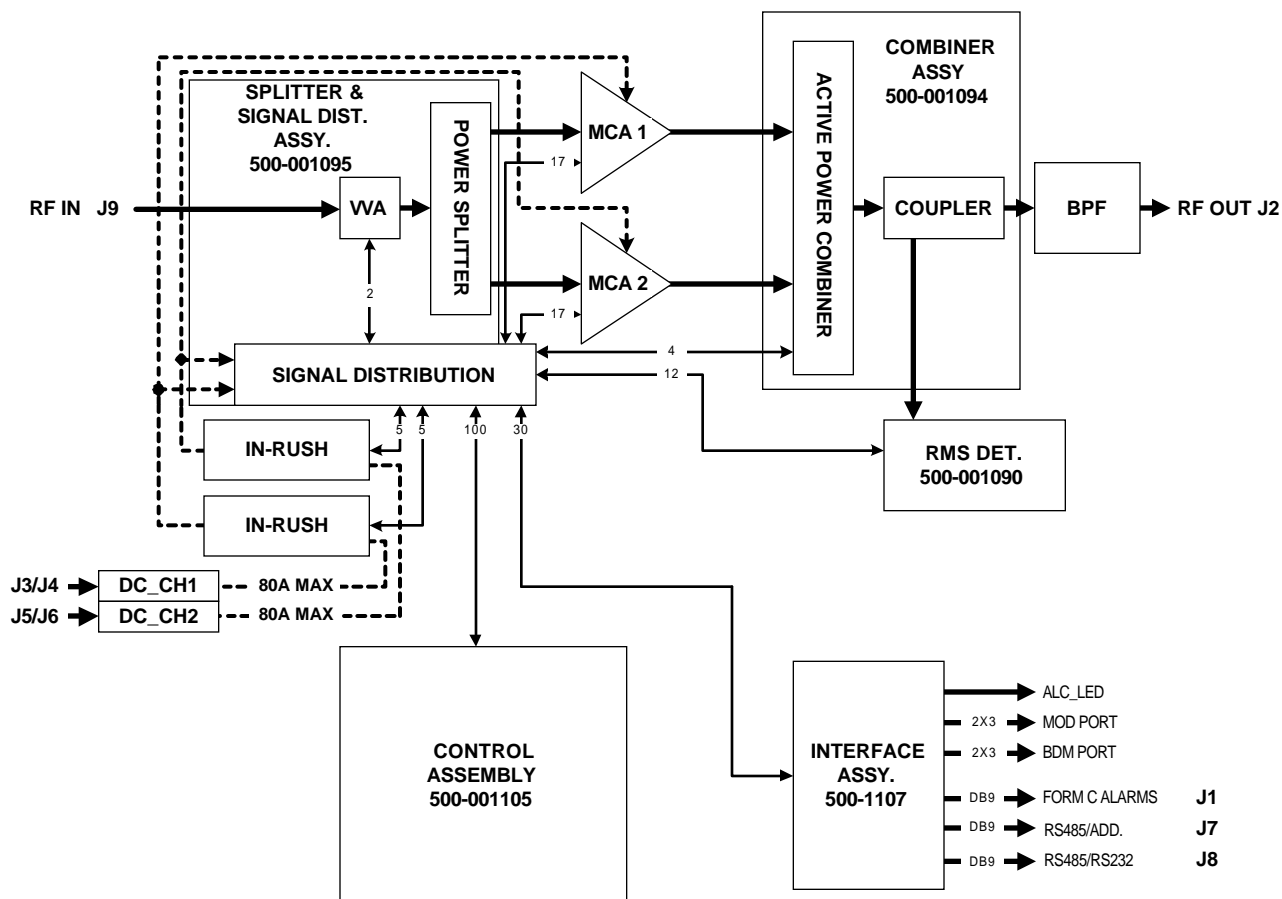 COMBINER
ASSY
500-001094
SPLITTER &
SIGNAL DIST.
ASSY.
500-001095
POWER SPLITTER
MCA 1
17
ACTIVE POWER COMBINER
RF IN J9
VVA
COUPLER
BPF
RF OUT J2
MCA 2
17
2
SIGNAL DISTRIBUTION
4
12
5
5
100
30
IN-RUSH
RMS DET.
500-001090
IN-RUSH
J3/J4
DC_CH1
80A MAX
J5/J6
DC_CH2
80A MAX
CONTROL
ASSEMBLY
500-001105
INTERFACE
ASSY.
500-1107
ALC_LED
2X3
MOD PORT
2X3
BDM PORT
DB9
FORM C ALARMS
J1
DB9
RS485/ADD.
J7
DB9
RS485/RS232
J8